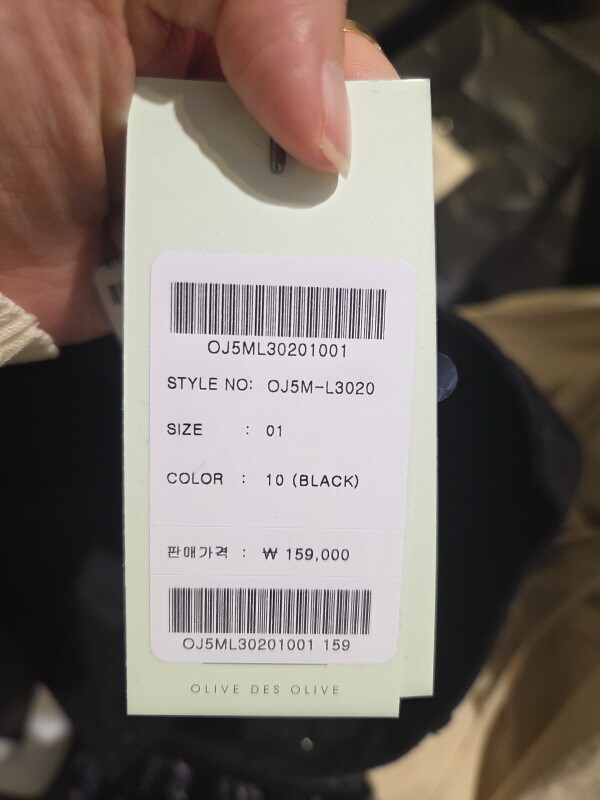 OJ5ML30201001
STYLE NO: OJ5M-L3020
SIZE : 01
COLOR : 10 (BLACK)
판매가격 : ₩ 159,000
OJ5ML30201001 159
OLIVE DES OLIVE